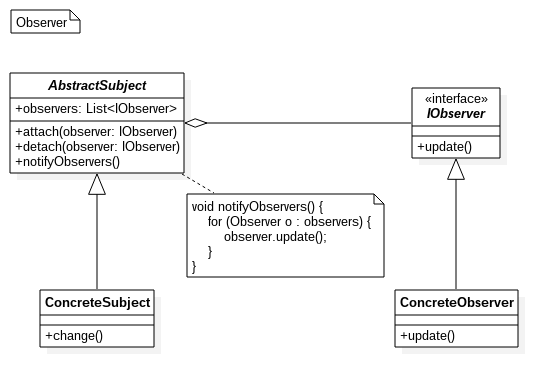 Observer
AbstractSubject
+observers: List<IObserver>
+attach(observer: IObserver)
+detach(observer: IObserver)
+notifyObservers()
«interface»
IObserver
+update()
void notifyObservers() {
for (Observer o : observers) {
observer.update();
}
}
ConcreteSubject
+change()
ConcreteObserver
+update()